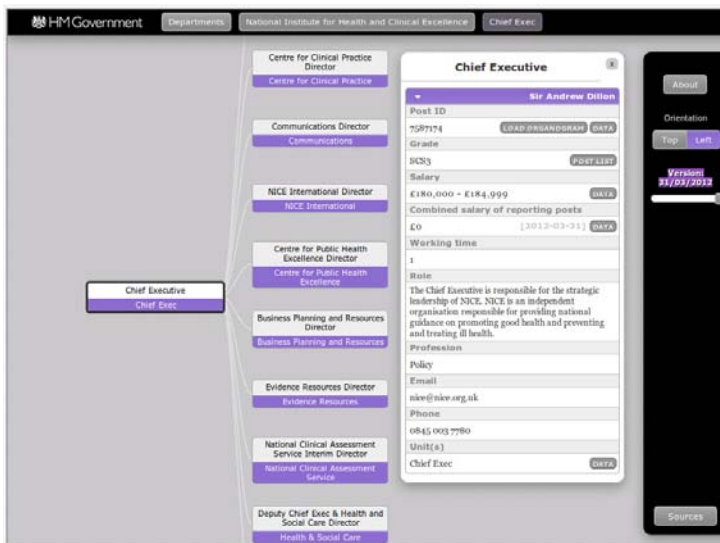 HM Government
Departments
National Institute for Health and Clinical Excellence
Chief Exec
Centre for Clinical Practice
Director
Centre for Clinical Practice
Communications Director
Communications
NICE International Director
NICE International
Centre for Public Health
Excellence Director
Centre for Public Health
Excellence
Chief Executive
Chief Exec
Business Planning and Resources
Director
Business Planning and Resources
Evidence Resources Director
Evidence Resources
National Clinical Assessment
Service Interim Director
National Clinical Assessment
Service
Deputy Chief Exec & Health and
Social Care Director
Health & Social Care
Chief Executive
x
Sir Andrew Dillon
Post ID
7587174 LOAD ORGANOGRAM DATA
Grade
SCS3 POST LIST
Salary
£180,000 - £184,999 DATA
Combined salary of reporting posts
£0 [2012-03-31] DATA
Working time
1
Role
The Chief Executive is responsible for the strategic
leadership of NICE. NICE is an independent
organisation responsible for providing national
guidance on promoting good health and preventing
and treating ill health.
Profession
Policy
Email
nice@nice.org.uk
Phone
0845 003 7780
Unit(s)
Chief Exec DATA
About
Orientation
Top Left
Version:
31/03/2012
Sources